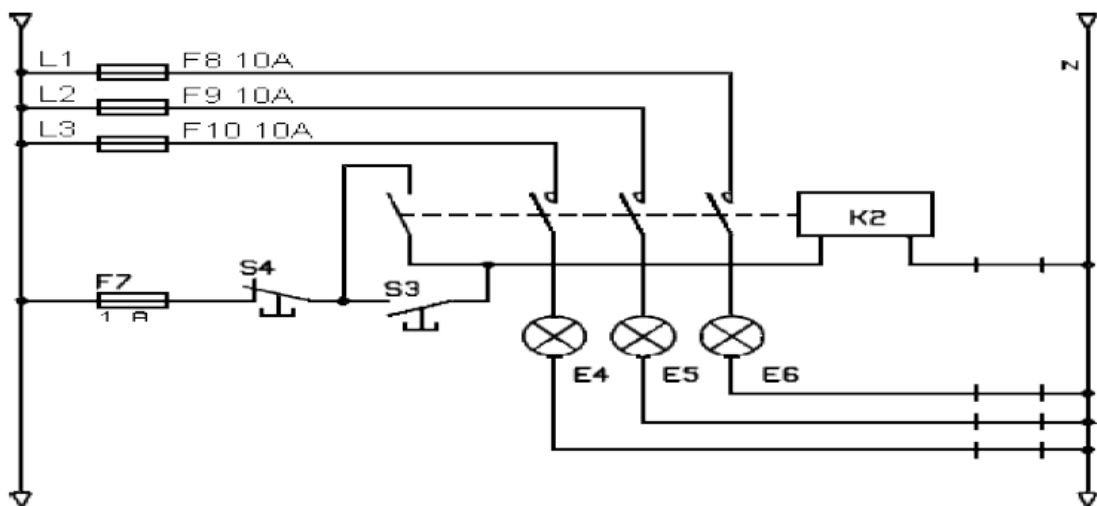 L1 F8 10A
L2 F9 10A
L3 F10 10A
N
K2
S4
F7
S3
1 A
E4 E5 E6